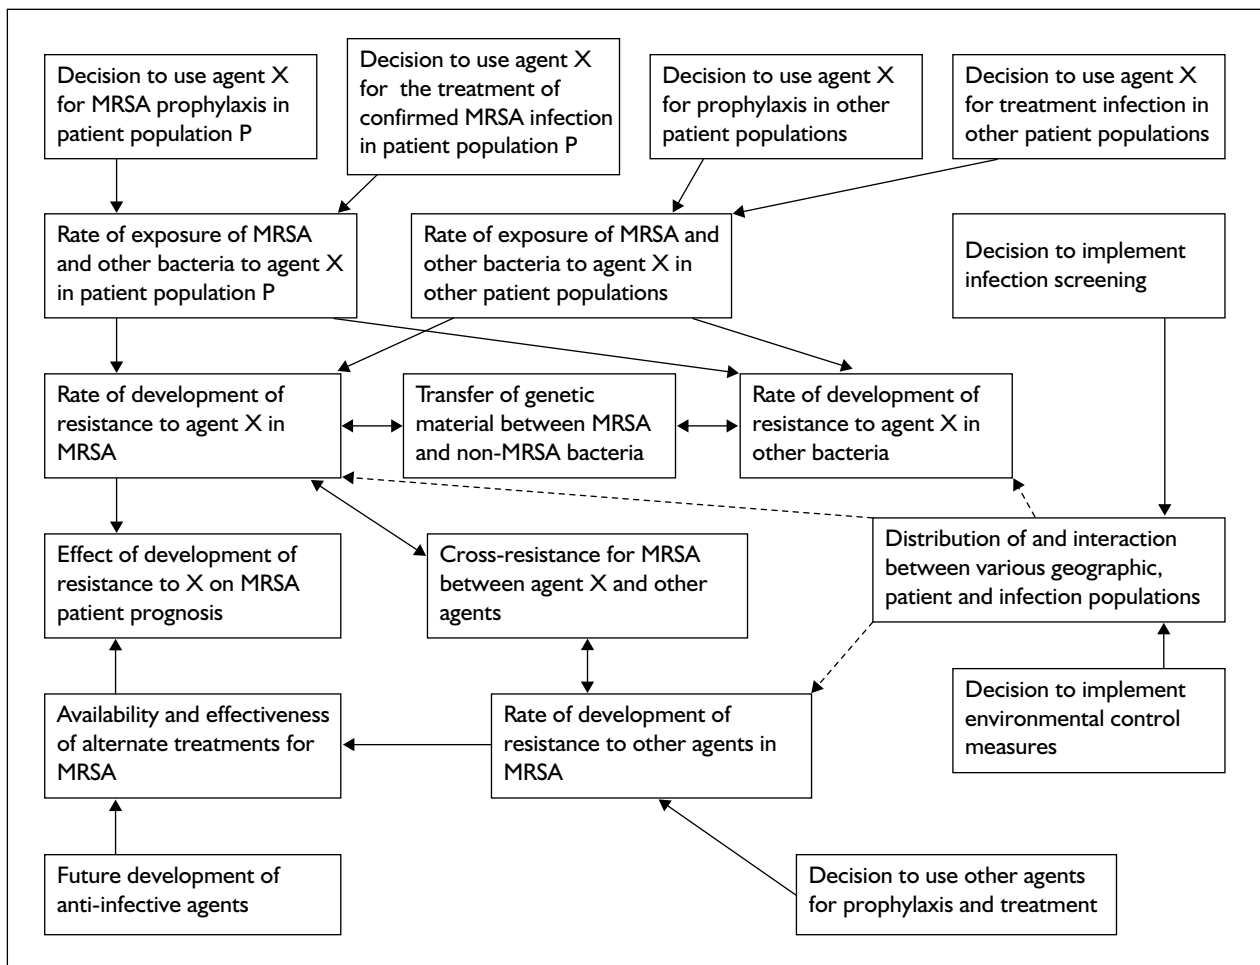 Decision to use agent X
for MRSA prophylaxis in
patient population P
Decision to use agent X
for the treatment of
confirmed MRSA infection
in patient population P
Decision to use agent X
for prophylaxis in other
patient populations
Decision to use agent X
for treatment infection in
other patient populations
Rate of exposure of MRSA
and other bacteria to agent X
in patient population P
Rate of exposure of MRSA and
other bacteria to agent X in
other patient populations
Decision to implement
infection screening
Rate of development of
resistance to agent X in
MRSA
Transfer of genetic
material between MRSA
and non-MRSA bacteria
Rate of development of
resistance to agent X in
other bacteria
Effect of development of
resistance to X on MRSA
patient prognosis
Cross-resistance for MRSA
between agent X and other
agents
Distribution of and interaction
between various geographic,
patient and infection populations
Availability and effectiveness
of alternate treatments for
MRSA
Rate of development of
resistance to other agents in
MRSA
Decision to implement
environmental control
measures
Future development of
anti-infective agents
Decision to use other agents
for prophylaxis and treatment